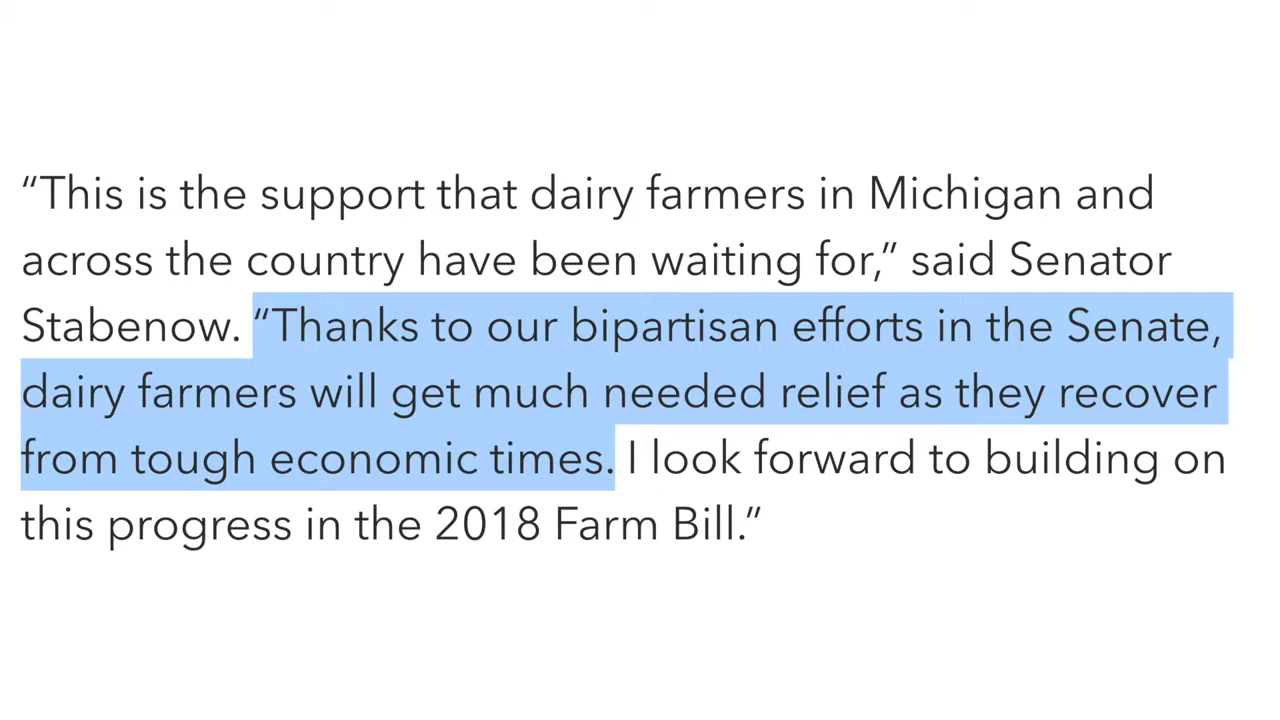 “This is the support that dairy farmers in Michigan and
across the country have been waiting for,” said Senator
Stabenow. “Thanks to our bipartisan efforts in the Senate,
dairy farmers will get much needed relief as they recover
from tough economic times. I look forward to building on
this progress in the 2018 Farm Bill.”